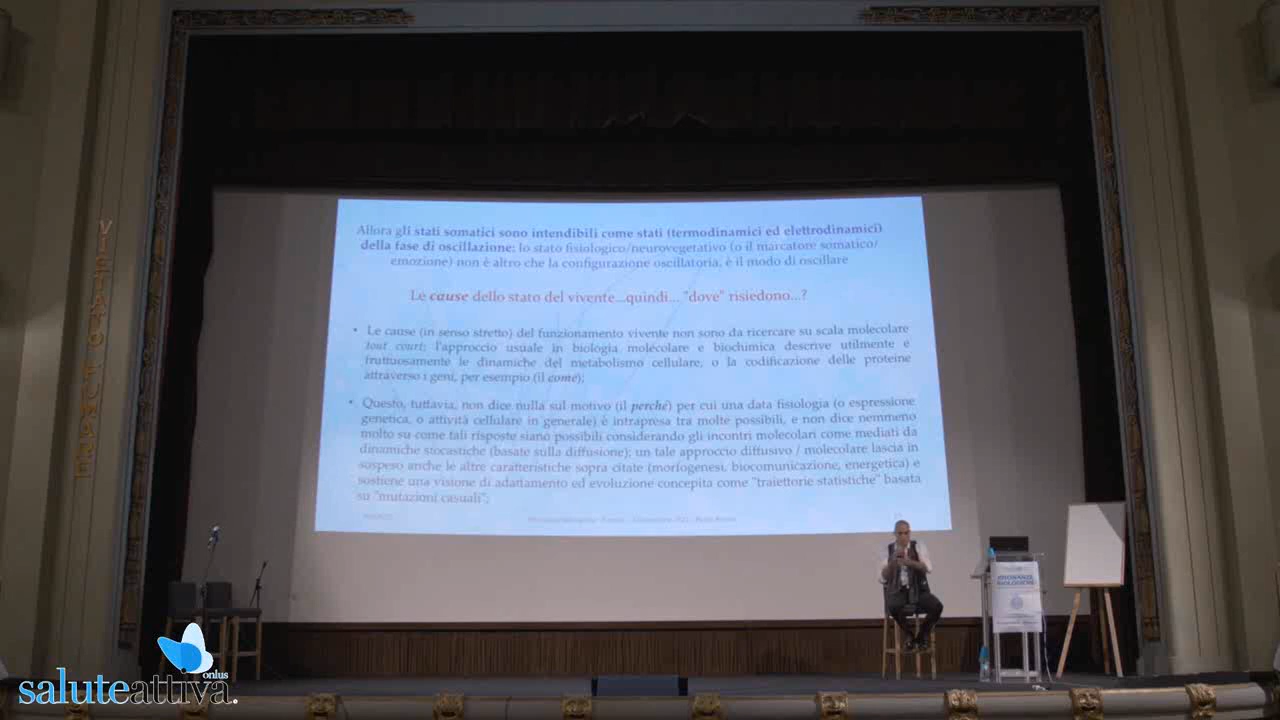 Allora gli stati somatici sono intendibili come stati (termodinamici ed elettrodinamici)
della fase di oscillazione: lo stato fisiologico/neurovegetativo (o il marcatore somatico/
emozione) non è altro che la configurazione oscillatoria, è il modo di oscillare
Le cause dello stato del vivente...quindi... "dove" risiedono...?
• Le cause (in senso stretto) del funzionamento vivente non sono da ricercare su scala molecolare
tout court; l'approccio usuale in biologia molecolare e biochimica descrive utilmente e
fruttuosamente le dinamiche del metabolismo cellulare, o la codificazione delle proteine
attraverso i geni, per esempio (il come);
• Questo, tuttavia, non dice nulla sul motivo (il perché) per cui una data fisiologia (o espressione
genetica, o attività cellulare in generale) è intrapresa tra molte possibili, e non dice nemmeno
molto su come tali risposte siano possibili considerando gli incontri molecolari come mediati da
dinamiche stocastiche (basate sulla diffusione); un tale approccio diffusivo / molecolare lascia in
sospeso anche le altre caratteristiche sopra citate (morfogenesi, biocomunicazione, energetica) e
sostiene una visione di adattamento ed evoluzione concepita come "traiettorie statistiche" basata
su "mutazioni casuali";
VIETATO FUMARE
RISONANZE
BIOLOGICHE
saluteattiva.
onlus